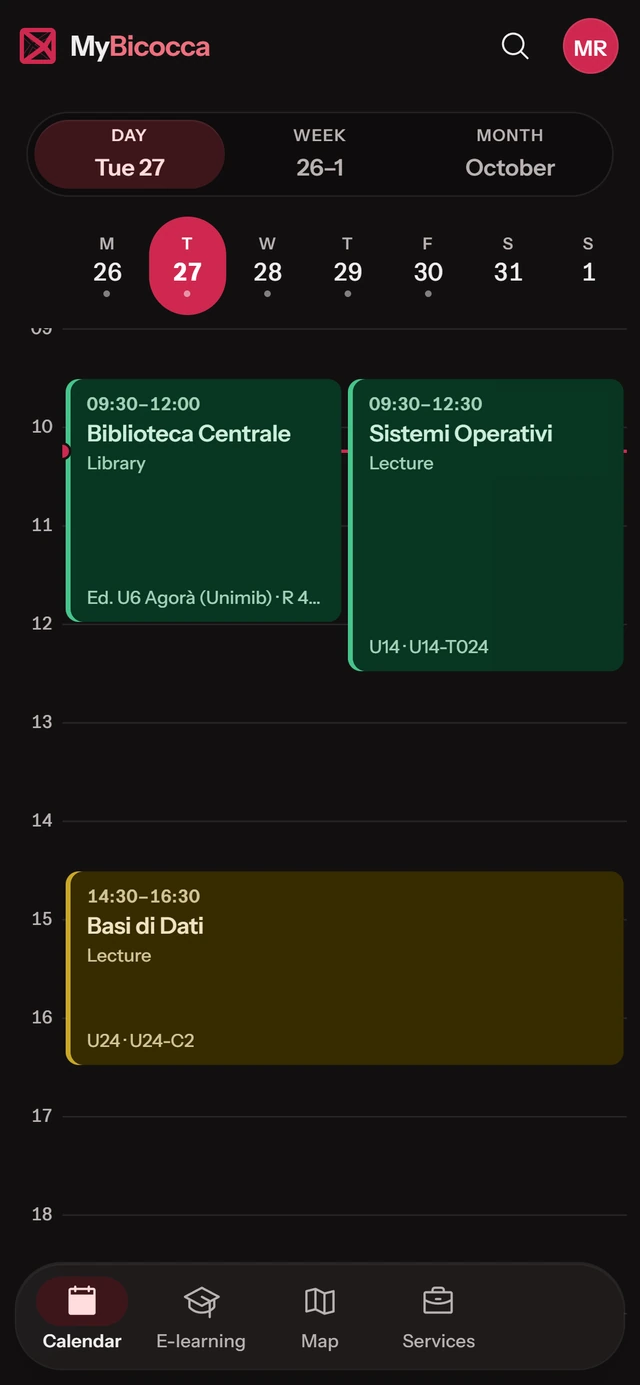 MyBicocca
MR
DAY
Tue 27
WEEK
26–1
MONTH
October
M
26
T
27
W
28
T
29
F
30
S
31
S
1
09
10
11
12
13
14
15
16
17
18
09:30–12:00
Biblioteca Centrale
Library
Ed. U6 Agorà (Unimib) · R 4...
09:30–12:30
Sistemi Operativi
Lecture
U14 · U14-T024
14:30–16:30
Basi di Dati
Lecture
U24 · U24-C2
Calendar
E-learning
Map
Services